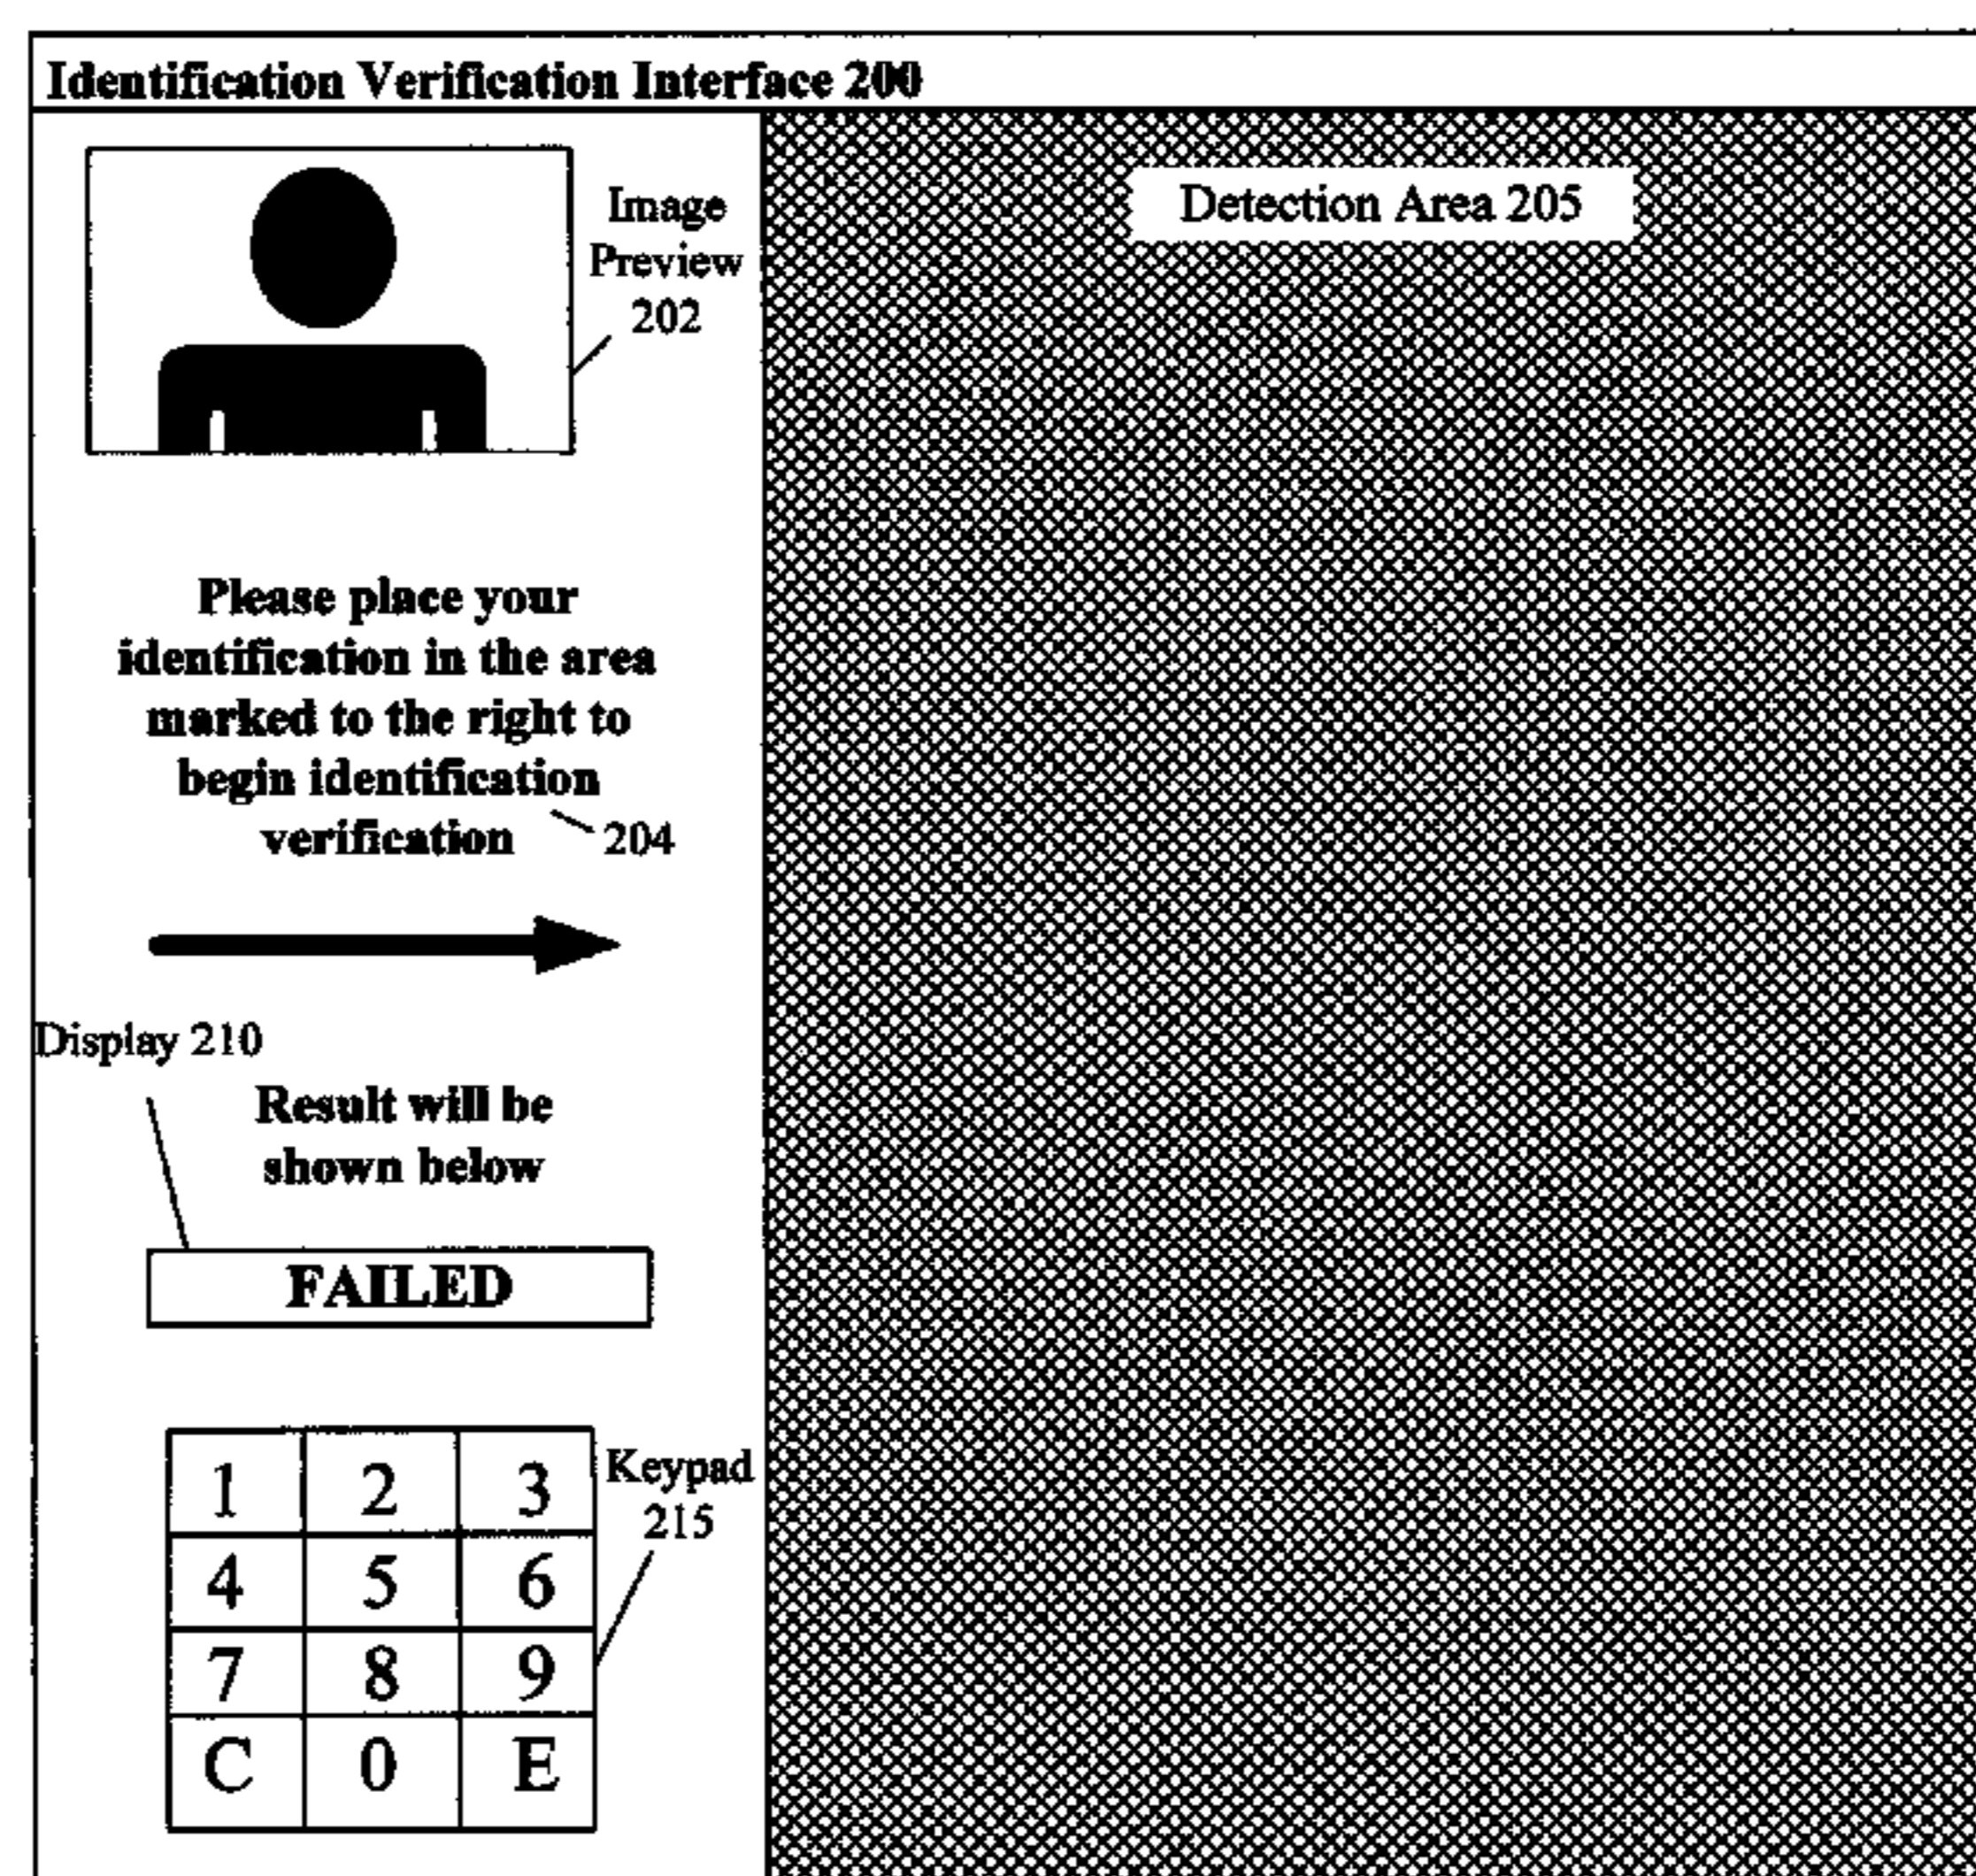 Identification Verification Interface 200
Image
Preview
202
Detection Area 205
Please place your
identification in the area
marked to the right to
begin identification
verification
204
Display 210
Result will be
shown below
FAILED
1 2 3
Keypad
215
4 5 6
7 8 9
C 0 E